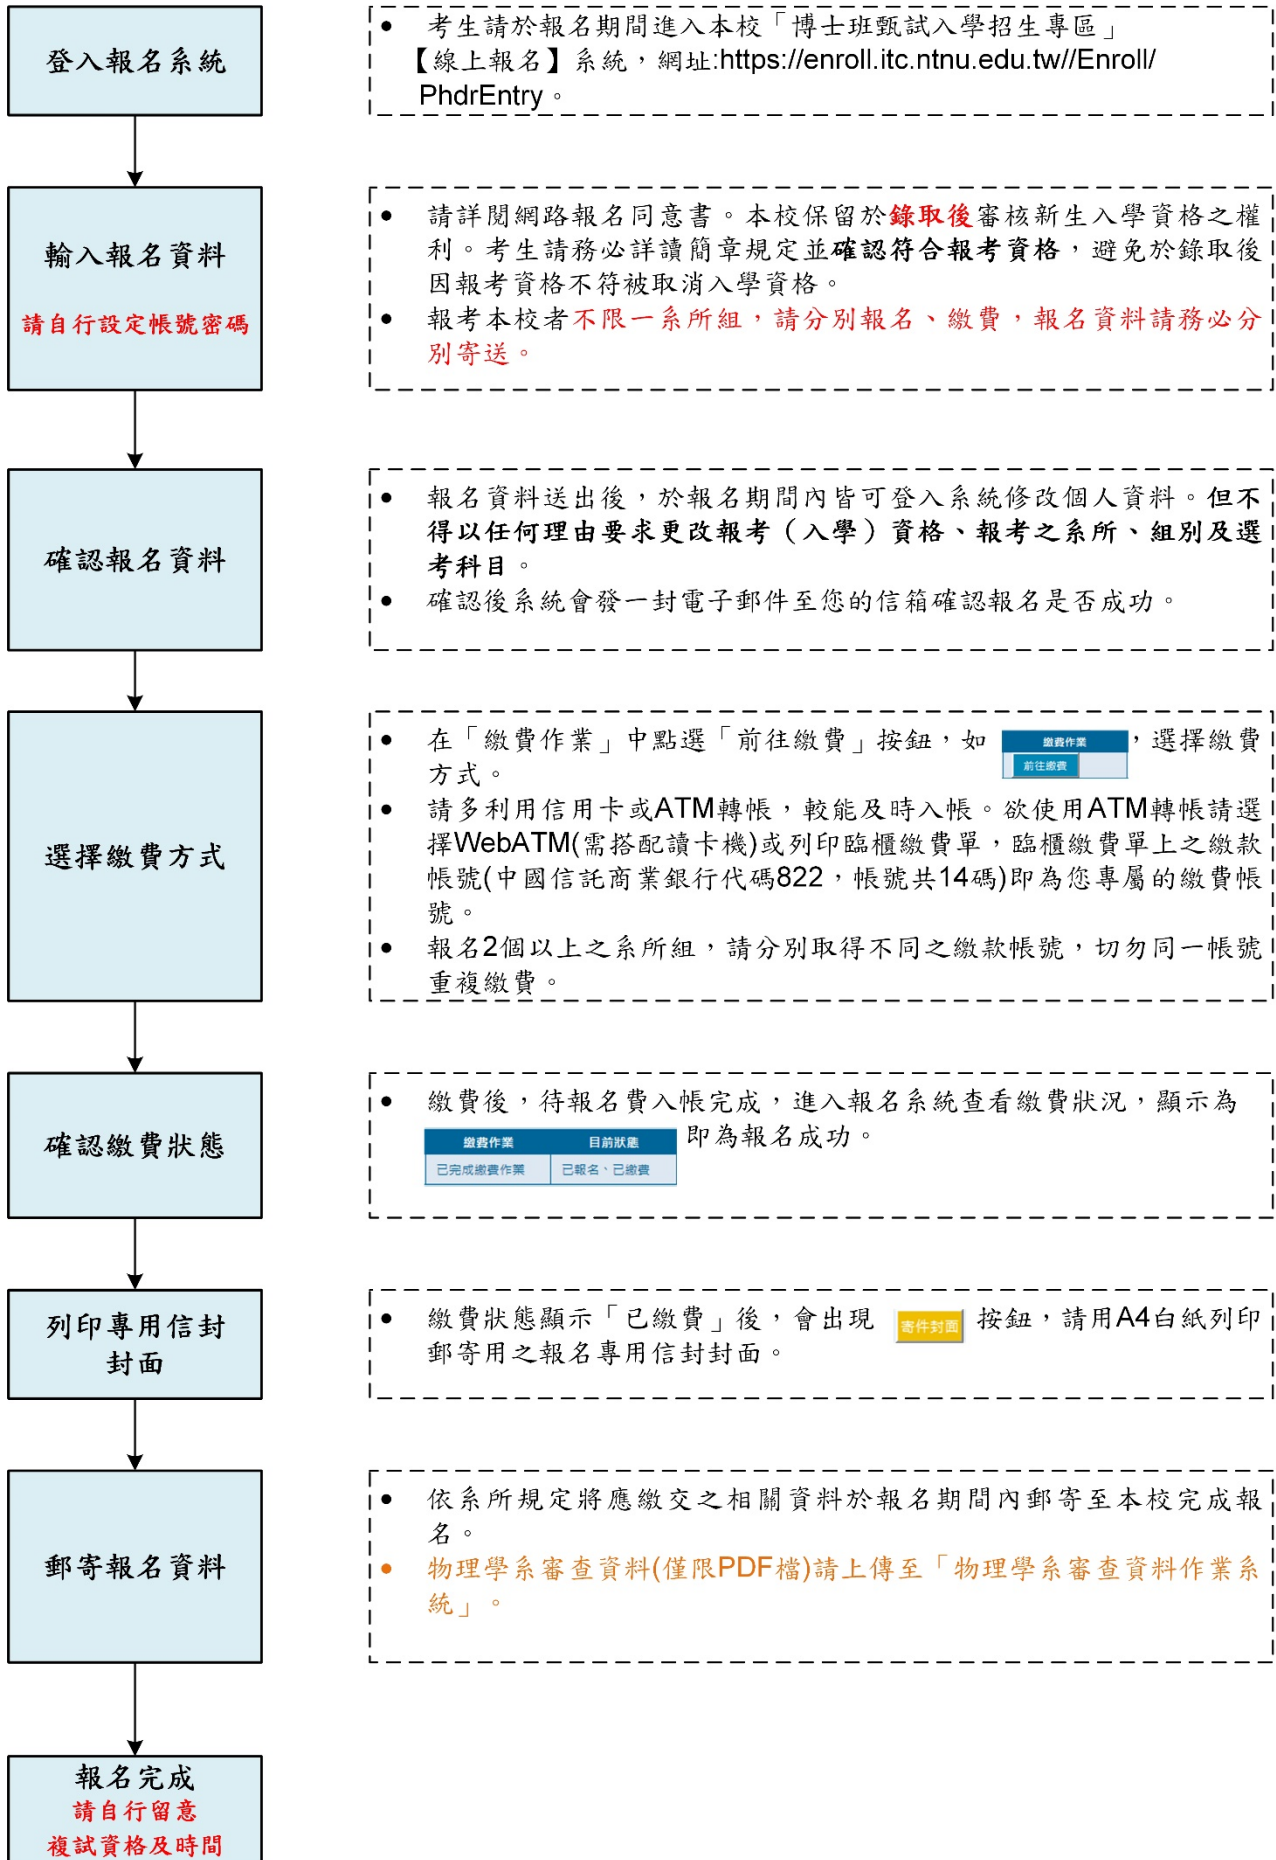 登入報名系統
• 考生請於報名期間進入本校「博士班甄試入學招生專區」
【線上報名】系統，網址:https://enroll.itc.ntnu.edu.tw//Enroll/
PhdrEntry。
輸入報名資料
請自行設定帳號密碼
• 請詳閱網路報名同意書。本校保留於錄取後審核新生入學資格之權
利。考生請務必詳讀簡章規定並確認符合報考資格，避免於錄取後
因報考資格不符被取消入學資格。
• 報考本校者不限一系所組，請分別報名、繳費，報名資料請務必分
別寄送。
確認報名資料
• 報名資料送出後，於報名期間內皆可登入系統修改個人資料。但不
得以任何理由要求更改報考（入學）資格、報考之系所、組別及選
考科目。
• 確認後系統會發一封電子郵件至您的信箱確認報名是否成功。
選擇繳費方式
• 在「繳費作業」中點選「前往繳費」按鈕，如 繳費作業 ，選擇繳費
前往繳費
方式。
• 請多利用信用卡或ATM轉帳，較能及時入帳。欲使用ATM轉帳請選
擇WebATM(需搭配讀卡機)或列印臨櫃繳費單，臨櫃繳費單上之繳款
帳號(中國信託商業銀行代碼822，帳號共14碼)即為您專屬的繳費帳
號。
• 報名2個以上之系所組，請分別取得不同之繳款帳號，切勿同一帳號
重複繳費。
確認繳費狀態
• 繳費後，待報名費入帳完成，進入報名系統查看繳費狀況，顯示為
繳費作業 目前狀態 即為報名成功。
已完成繳費作業 已報名、已繳費
列印專用信封
封面
• 繳費狀態顯示「已繳費」後，會出現 寄件封面 按鈕，請用A4白紙列印
郵寄用之報名專用信封封面。
郵寄報名資料
• 依系所規定將應繳交之相關資料於報名期間內郵寄至本校完成報
名。
• 物理學系審查資料(僅限PDF檔)請上傳至「物理學系審查資料作業系
統」。
報名完成
請自行留意
複試資格及時間